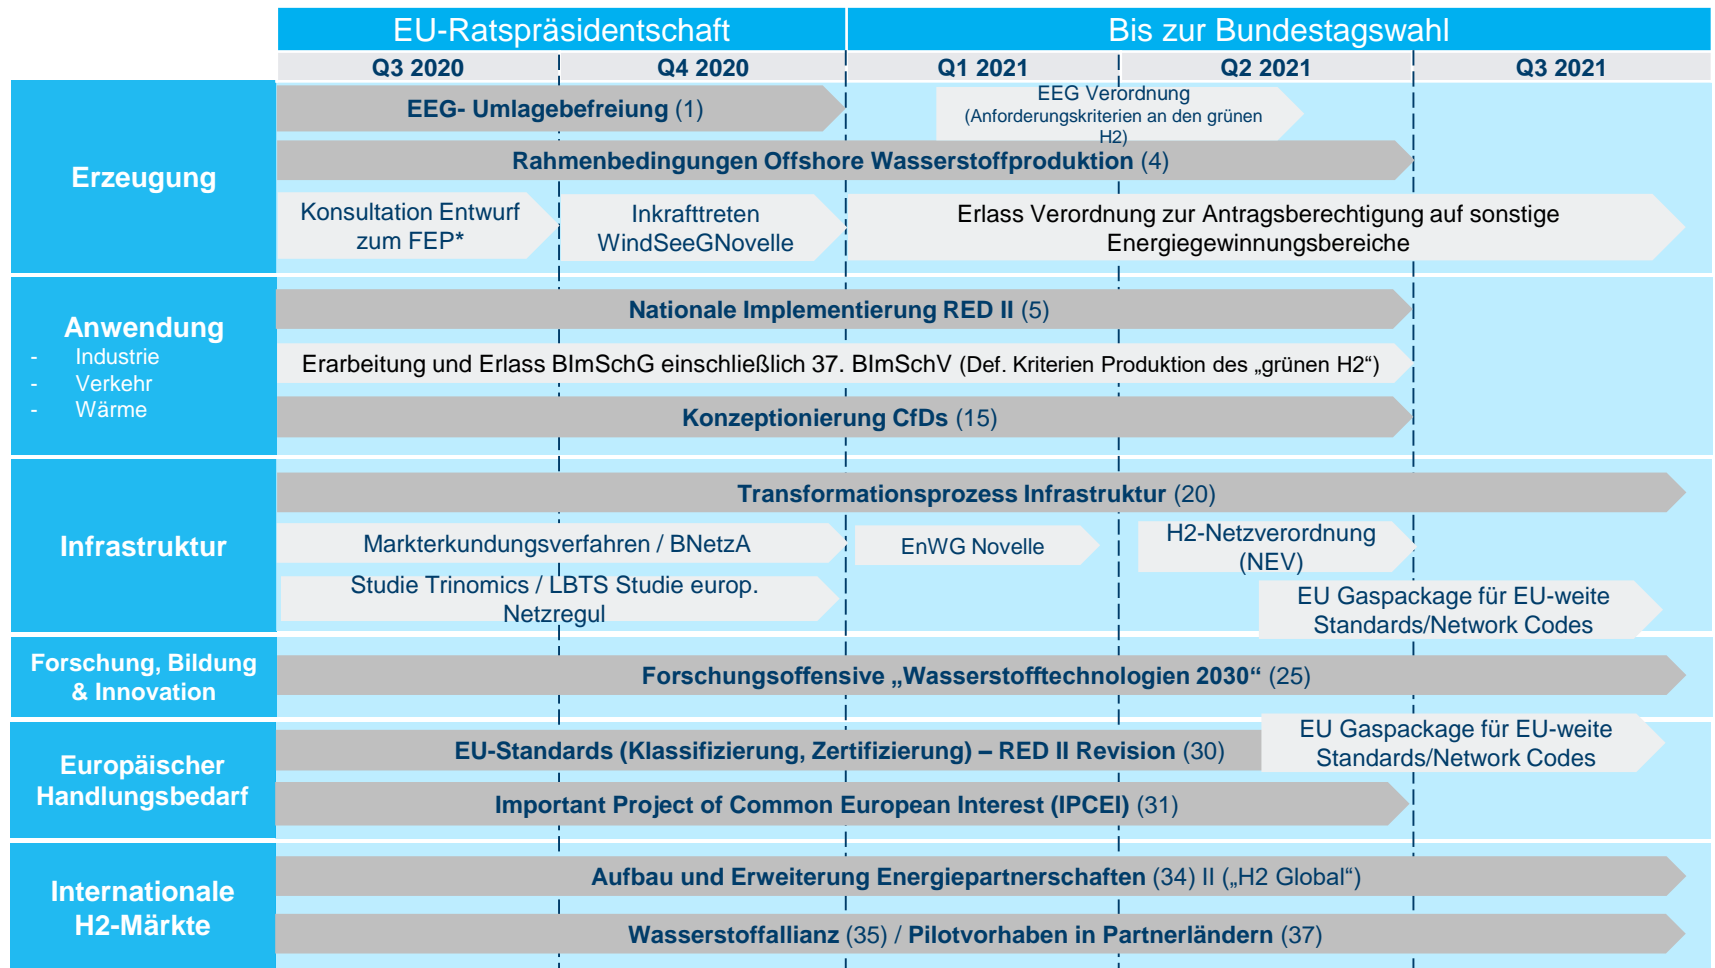 EU-Ratspräsidentschaft
Bis zur Bundestagswahl
Q3 2020
Q4 2020
Q1 2021
Q2 2021
Q3 2021
Erzeugung
EEG- Umlagebefreiung (1)
EEG Verordnung
(Anforderungskriterien an den grünen
H2)
Rahmenbedingungen Offshore Wasserstoffproduktion (4)
Konsultation Entwurf
zum FEP*
Inkrafttreten
WindSeeGNovelle
Erlass Verordnung zur Antragsberechtigung auf sonstige
Energiegewinnungsbereiche
Anwendung
- Industrie
- Verkehr
- Wärme
Nationale Implementierung RED II (5)
Erarbeitung und Erlass BImSchG einschließlich 37. BImSchV (Def. Kriterien Produktion des „grünen H2“)
Konzeptionierung CfDs (15)
Infrastruktur
Transformationsprozess Infrastruktur (20)
Markterkundungsverfahren / BNetzA
EnWG Novelle
H2-Netzverordnung
(NEV)
Studie Trinomics / LBTS Studie europ.
Netzregul
EU Gaspackage für EU-weite
Standards/Network Codes
Forschung, Bildung
& Innovation
Forschungsoffensive „Wasserstofftechnologien 2030“ (25)
Europäischer
Handlungsbedarf
EU-Standards (Klassifizierung, Zertifizierung) – RED II Revision (30)
EU Gaspackage für EU-weite
Standards/Network Codes
Important Project of Common European Interest (IPCEI) (31)
Internationale
H2-Märkte
Aufbau und Erweiterung Energiepartnerschaften (34) II („H2 Global“)
Wasserstoffallianz (35) / Pilotvorhaben in Partnerländern (37)